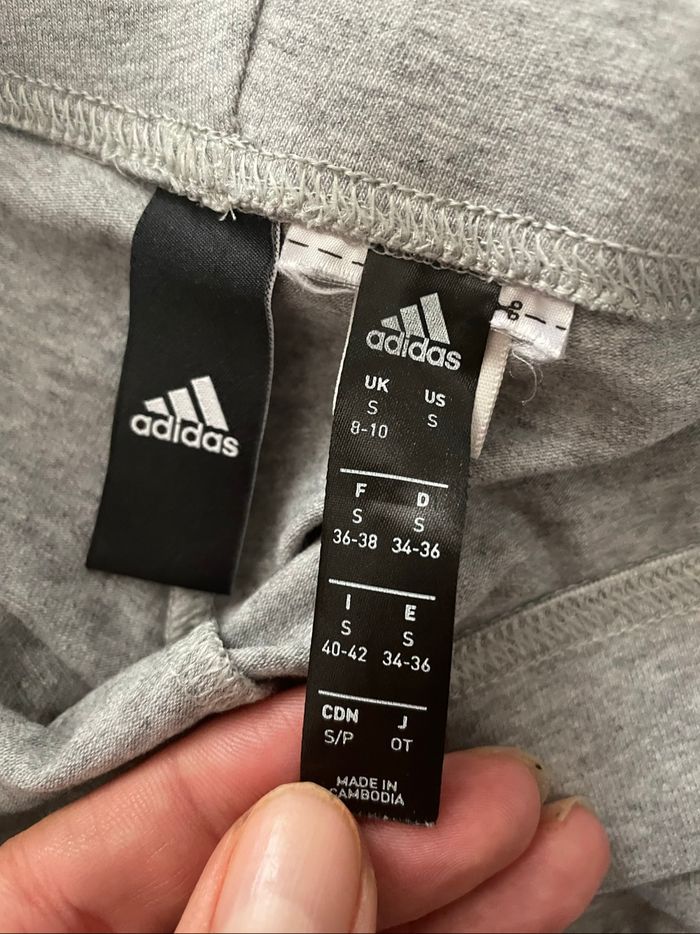 adidas
adidas
UK US
S S
8-10
F D
S S
36-38 34-36
I E
S S
40-42 34-36
CDN J
S/P OT
MADE IN
CAMBODIA